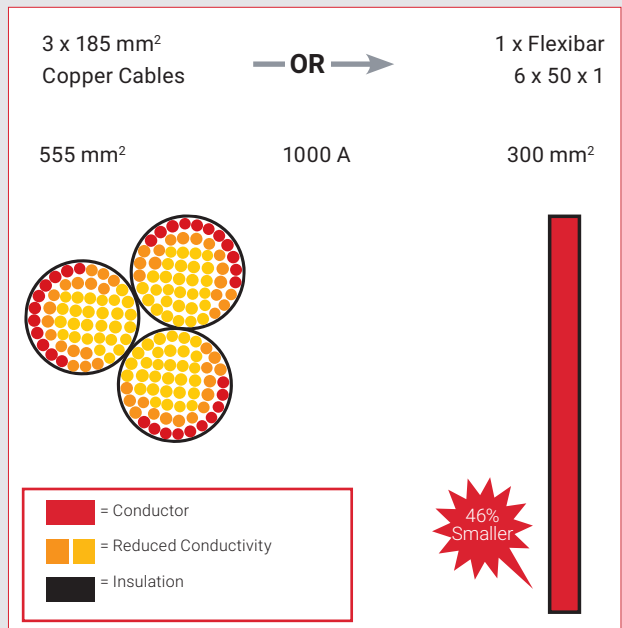 3 x 185 mm²
Copper Cables
OR
1 x Flexibar
6 x 50 x 1
555 mm²
1000 A
300 mm²
= Conductor
= Reduced Conductivity
= Insulation
46%
Smaller